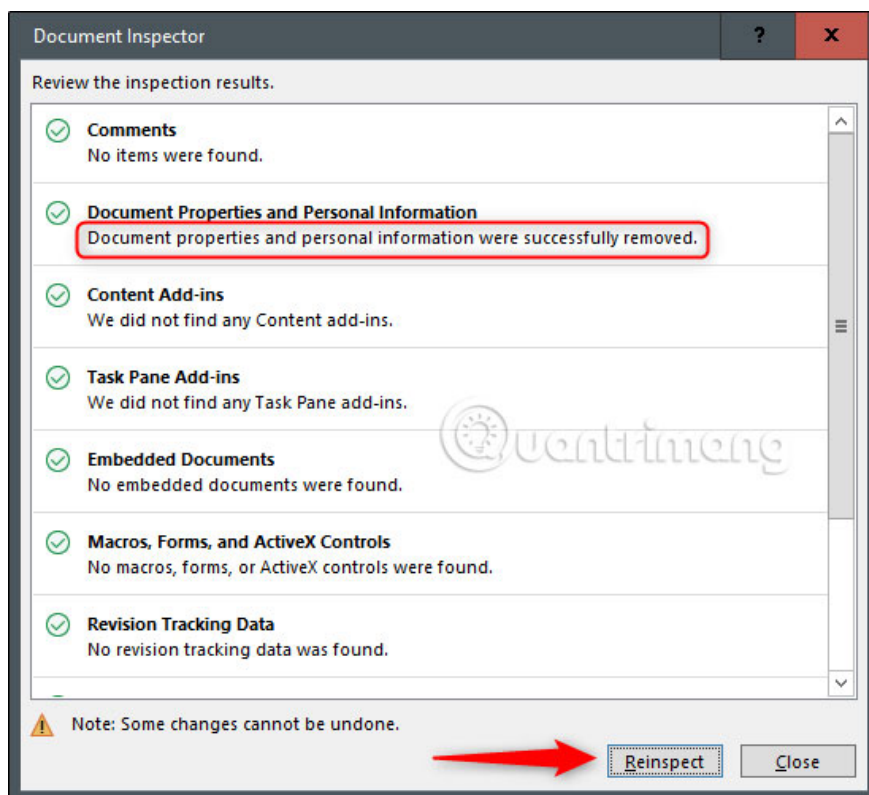 Document Inspector
? x
Review the inspection results.
Comments
No items were found.
Document Properties and Personal Information
Document properties and personal information were successfully removed.
Content Add-ins
We did not find any Content add-ins.
Task Pane Add-ins
We did not find any Task Pane add-ins.
Quantrimang
Embedded Documents
No embedded documents were found.
Macros, Forms, and ActiveX Controls
No macros, forms, or ActiveX controls were found.
Revision Tracking Data
No revision tracking data was found.
Note: Some changes cannot be undone.
Reinspect Close